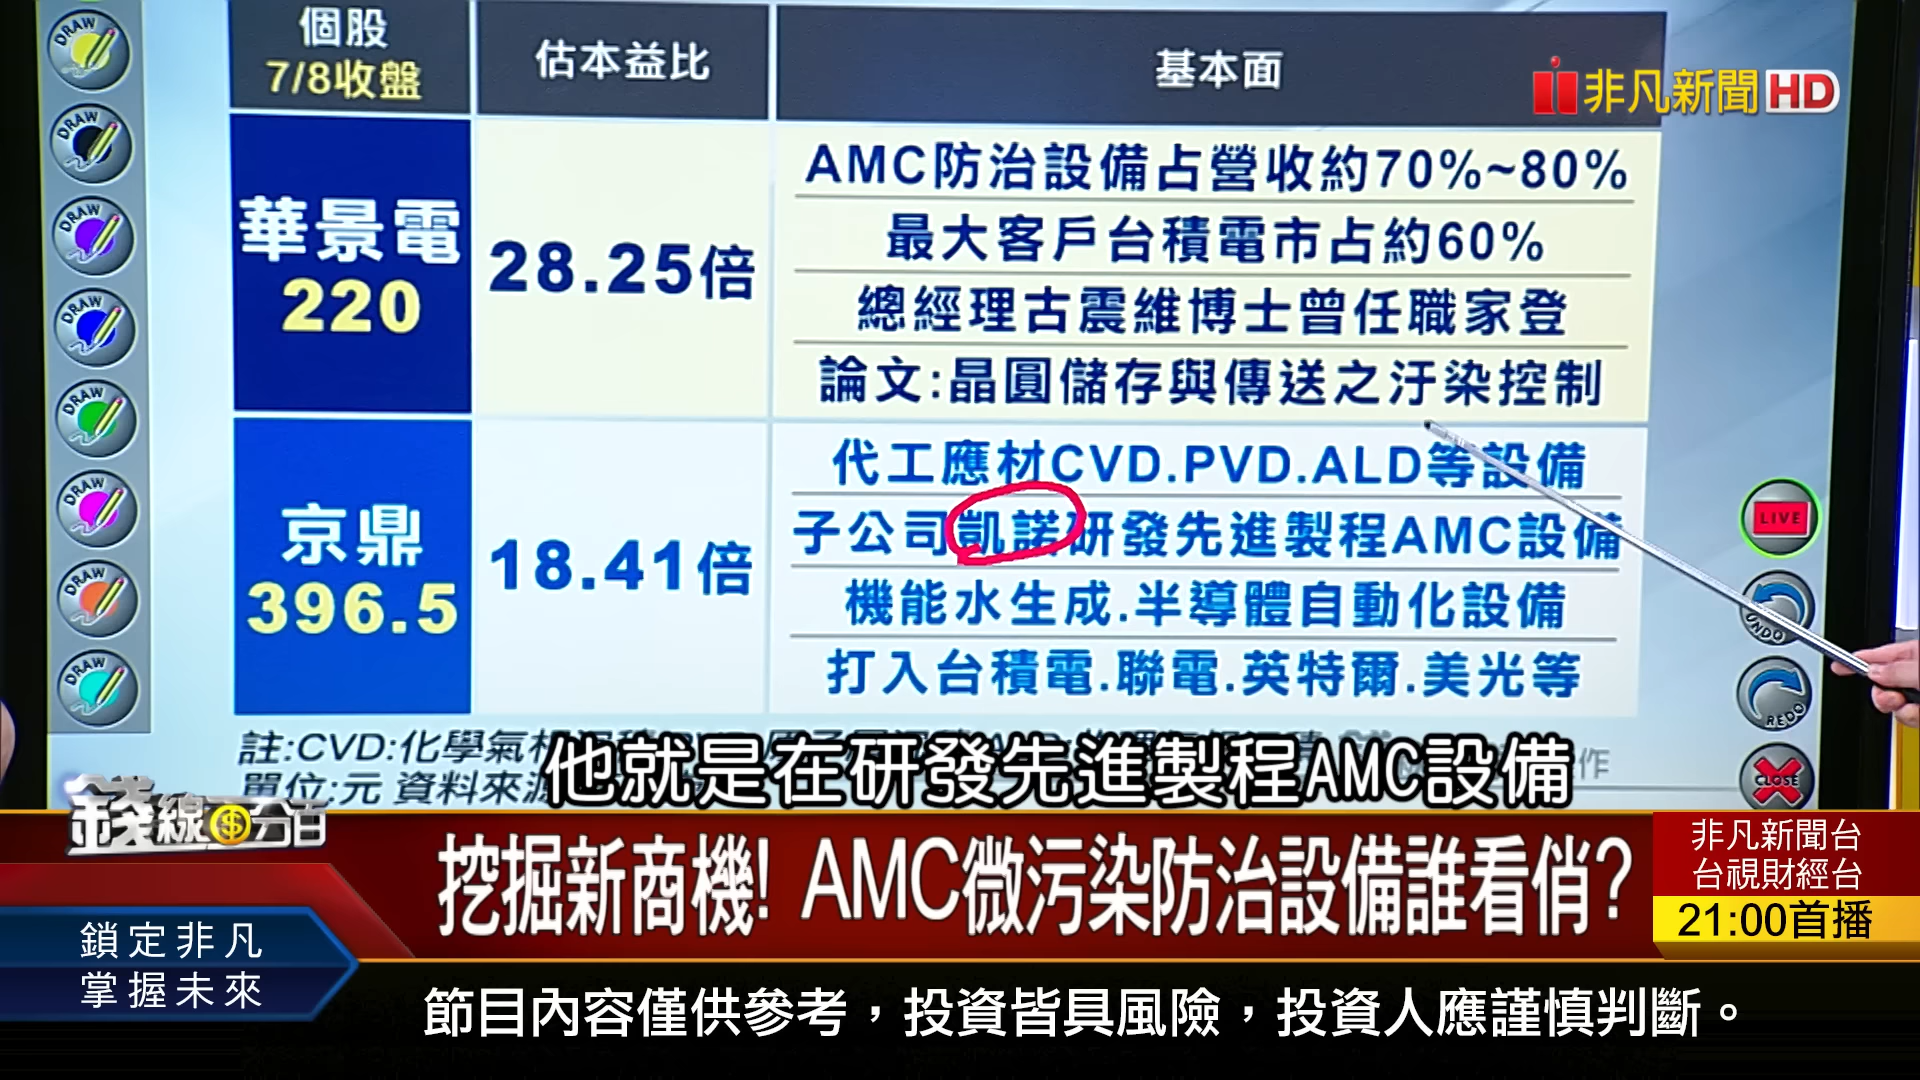 個股
7/8收盤
估本益比
基本面
非凡新聞HD
華景電
220
28.25倍
AMC防治設備占營收約70%~80%
最大客戶台積電市占約60%
總經理古震維博士曾任職家登
論文:晶圓儲存與傳送之汙染控制
京鼎
396.5
18.41倍
代工應材CVD.PVD.ALD等設備
子公司凱諾研發先進製程AMC設備
機能水生成.半導體自動化設備
打入台積電.聯電.英特爾.美光等
DRAW
DRAW
DRAW
DRAW
DRAW
DRAW
DRAW
DRAW
LIVE
UNDO
REDO
CLOSE
註:CVD:化學氣
單位:元 資料來源
他就是在研發先進製程AMC設備
錢線百分百
挖掘新商機! AMC微污染防治設備誰看俏?
非凡新聞台
台視財經台
21:00首播
鎖定非凡
掌握未來
節目內容僅供參考，投資皆具風險，投資人應謹慎判斷。